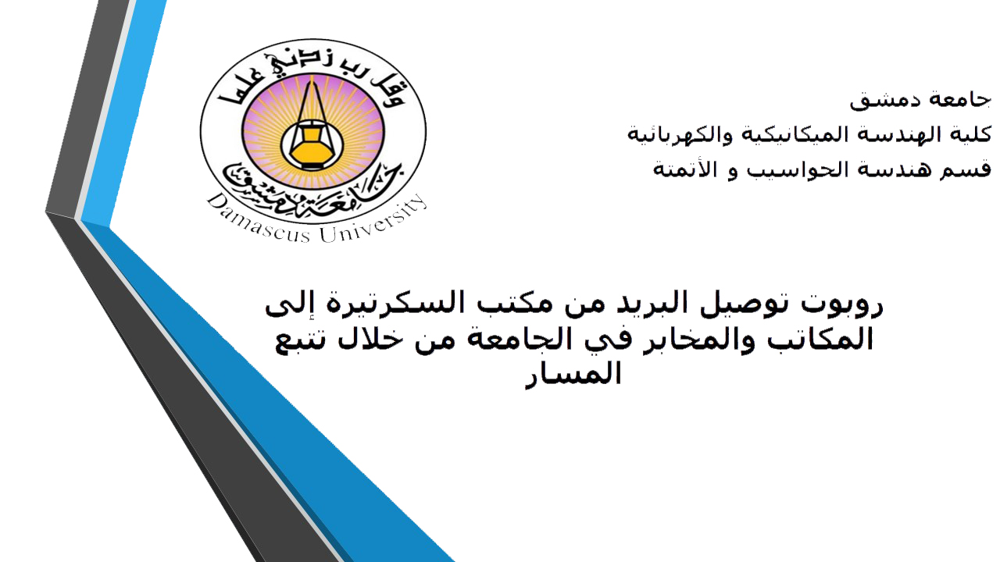 جامعة دمشق
كلية الهندسة الميكانيكية والكهربائية
قسم هندسة الحواسيب و الأتمتة
وقل رب زدني علما
جامعة دمشق
Damascus University
روبوت توصيل البريد من مكتب السكرتيرة إلى
المكاتب والمخابر في الجامعة من خلال تتبع
المسار